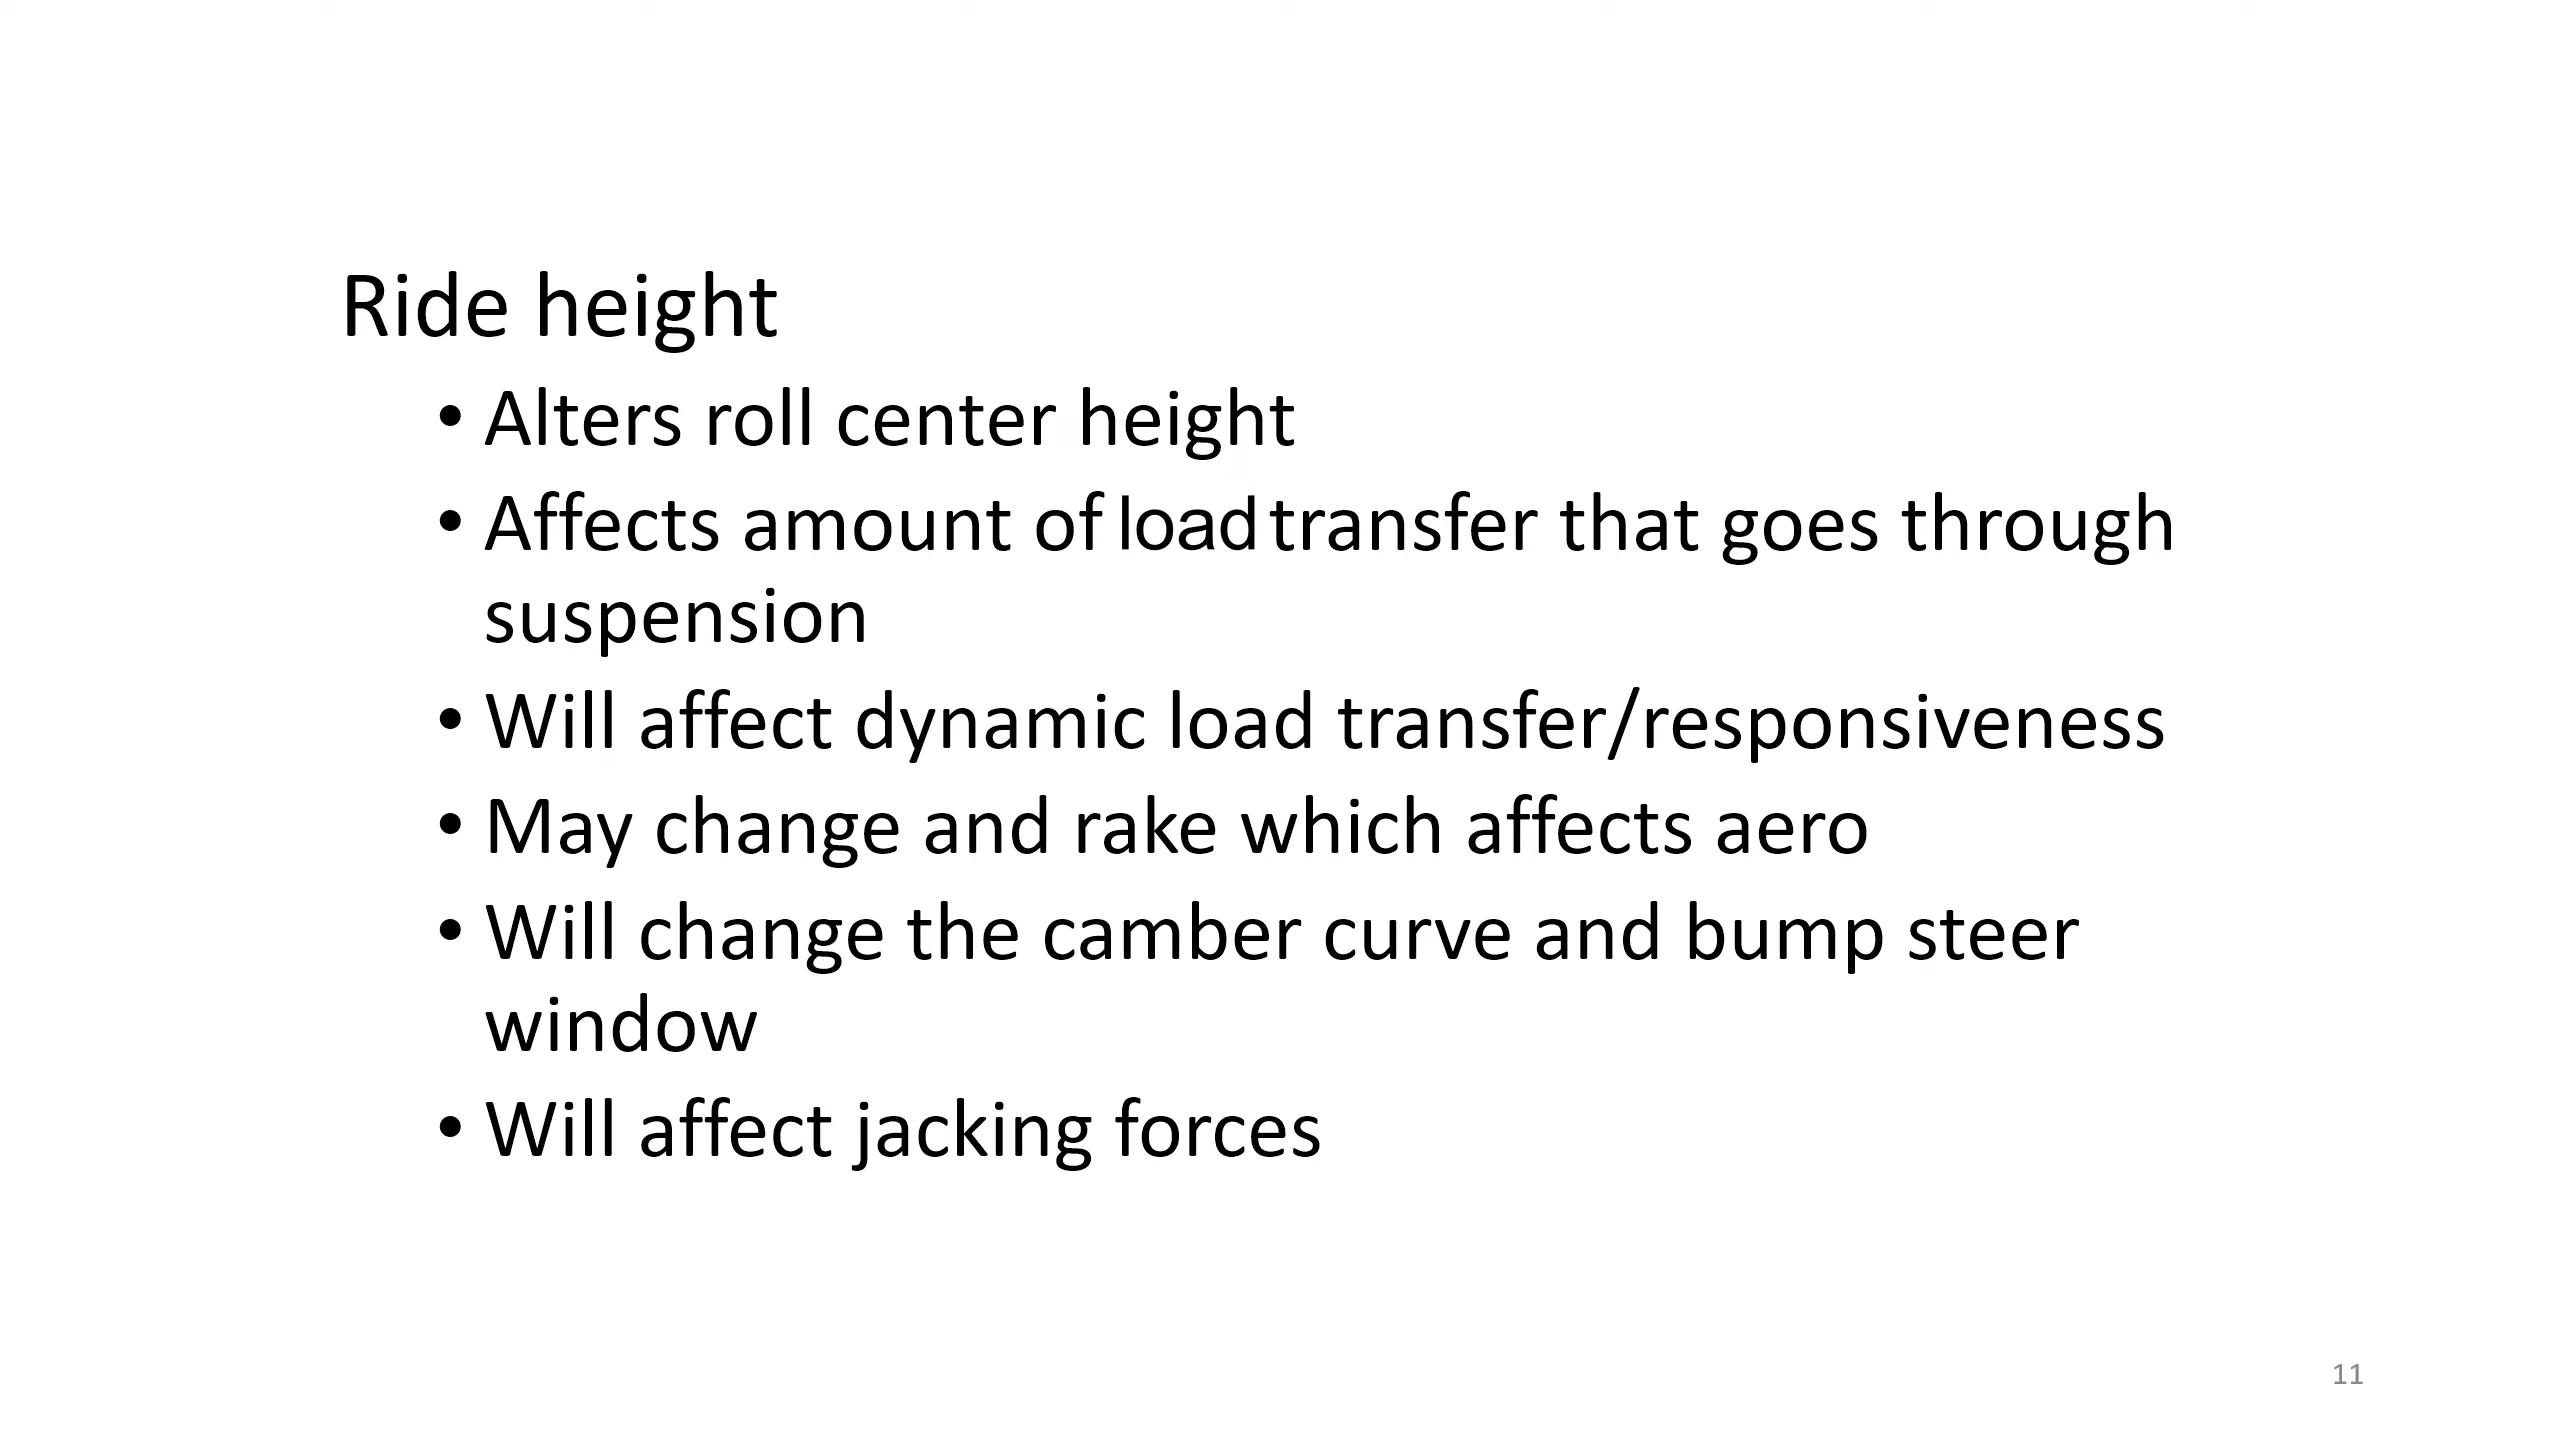 Ride height
• Alters roll center height
• Affects amount of load transfer that goes through
suspension
• Will affect dynamic load transfer/responsiveness
• May change and rake which affects aero
• Will change the camber curve and bump steer
window
• Will affect jacking forces
11